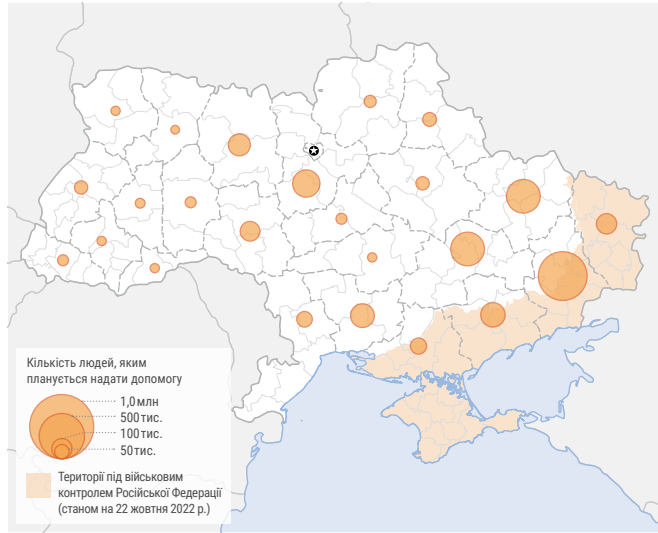 Кількість людей, яким
планується надати допомогу
1,0 млн
500 тис.
100 тис.
50 тис.
Території під військовим
контролем Російської Федерації
(станом на 22 жовтня 2022 р.)